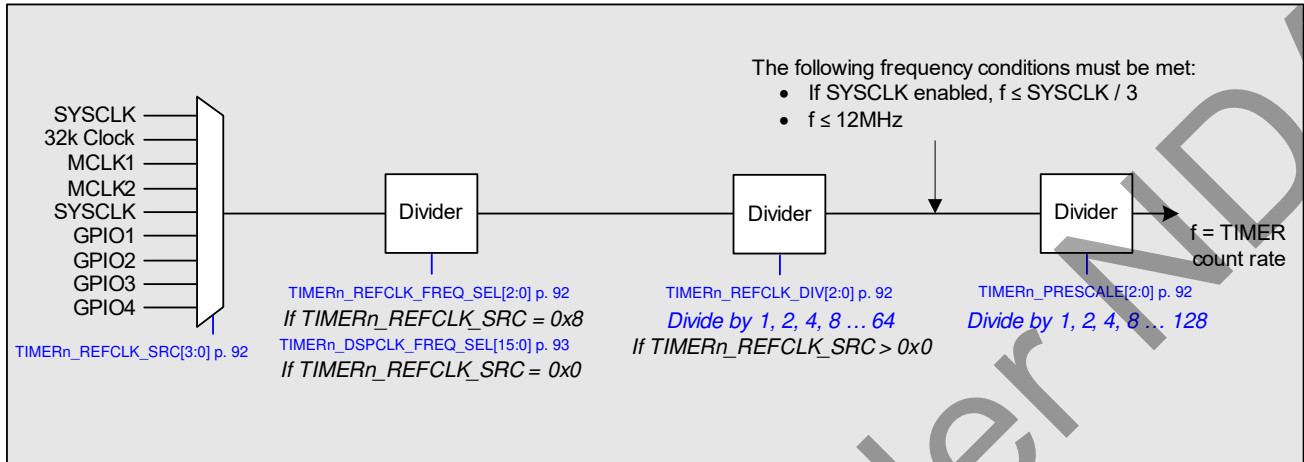 The following frequency conditions must be met:
• If SYSCLK enabled, f ≤ SYSCLK / 3
• f ≤ 12MHz
SYSCLK
32k Clock
MCLK1
MCLK2
SYSCLK
GPIO1
GPIO2
GPIO3
GPIO4
TIMERn_REFCLK_SRC[3:0] p. 92
Divider
TIMERn_REFCLK_FREQ_SEL[2:0] p. 92
If TIMERn_REFCLK_SRC = 0x8
TIMERn_DSPCLK_FREQ_SEL[15:0] p. 93
If TIMERn_REFCLK_SRC = 0x0
Divider
TIMERn_REFCLK_DIV[2:0] p. 92
Divide by 1, 2, 4, 8 … 64
If TIMERn_REFCLK_SRC > 0x0
Divider
TIMERn_PRESCALE[2:0] p. 92
Divide by 1, 2, 4, 8 … 128
f = TIMER
count rate